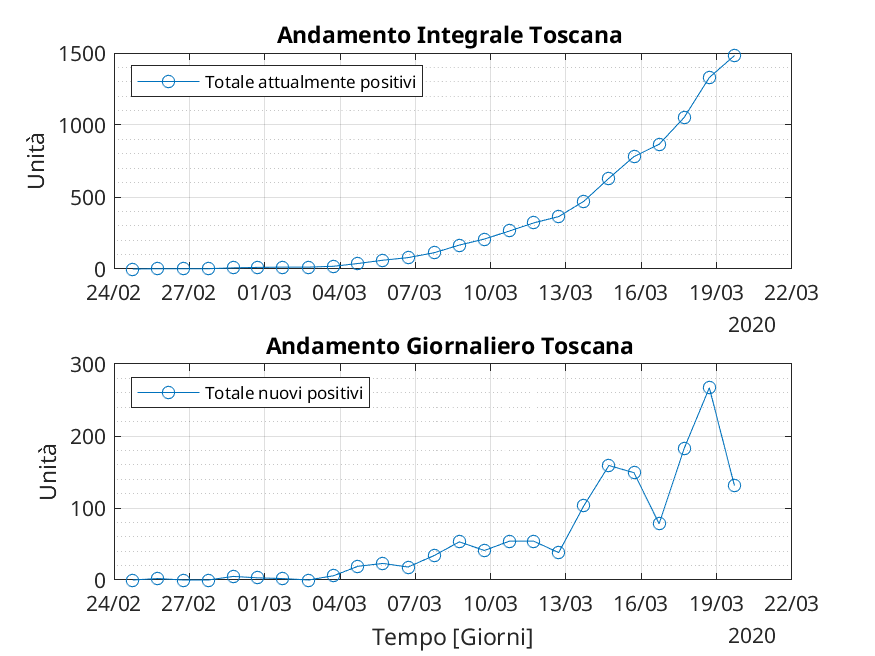 Andamento Integrale Toscana
1500
1000
500
0
Unità
Totale attualmente positivi
24/02 27/02 01/03 04/03 07/03 10/03 13/03 16/03 19/03 22/03
2020
Andamento Giornaliero Toscana
300
200
100
0
Unità
Totale nuovi positivi
24/02 27/02 01/03 04/03 07/03 10/03 13/03 16/03 19/03 22/03
Tempo [Giorni]
2020